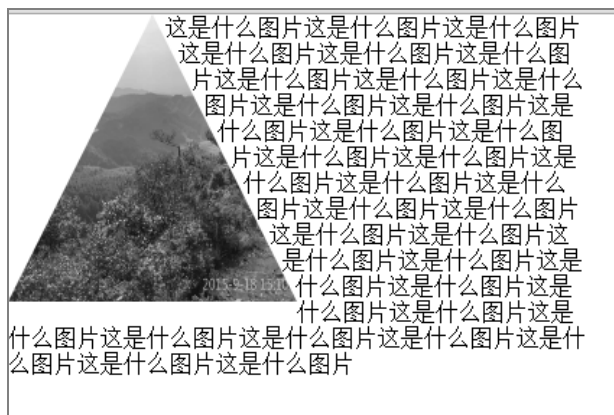 这是什么图片这是什么图片这是什么图片
这是什么图片这是什么图片这是什么图
片这是什么图片这是什么图片这是什么
图片这是什么图片这是什么图片这是
什么图片这是什么图片这是什么图
片这是什么图片这是什么图片这是
什么图片这是什么图片这是什么
图片这是什么图片这是什么图片
这是什么图片这是什么图片这
是什么图片这是什么图片这是
什么图片这是什么图片这是
2015-9-18 15:10
什么图片这是什么图片这是
什么图片这是什么图片这是什么图片这是什
么图片这是什么图片这是什么图片